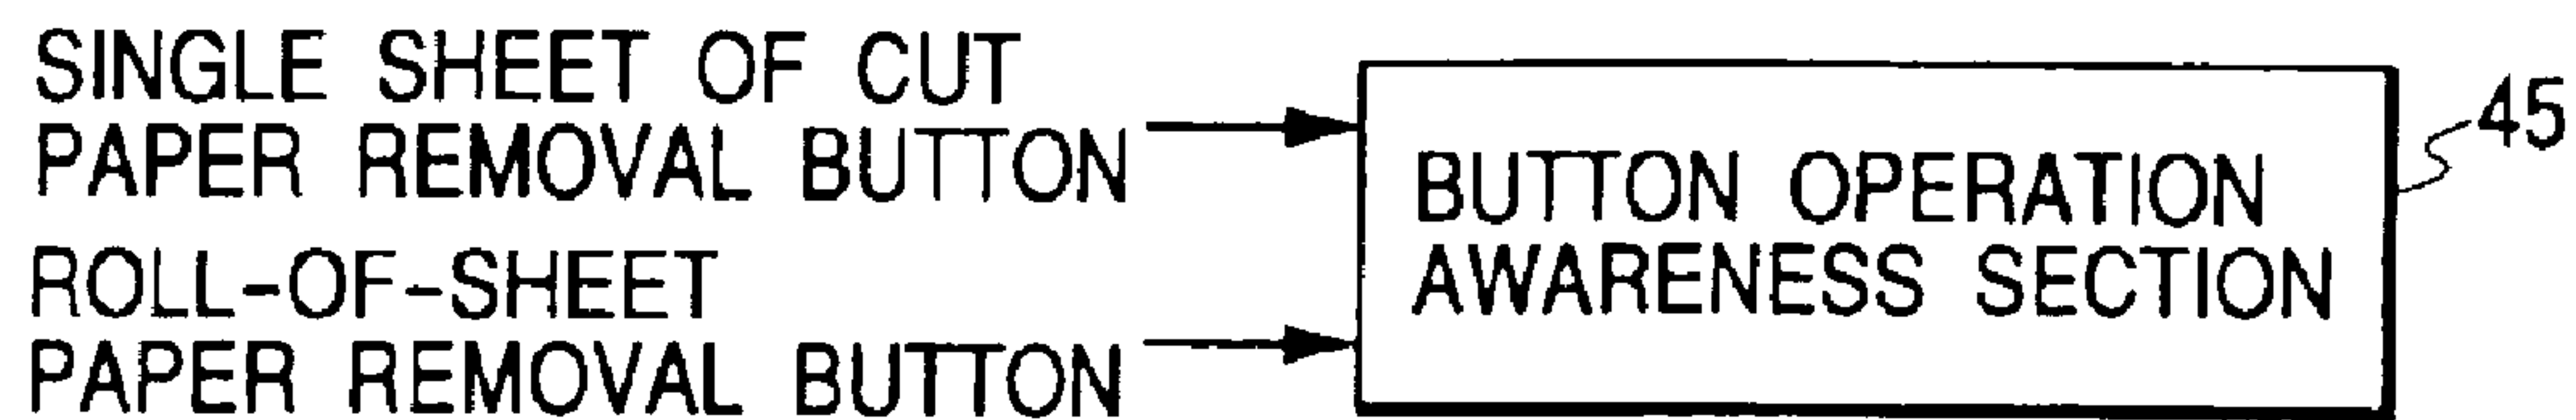 SINGLE SHEET OF CUT
PAPER REMOVAL BUTTON
ROLL-OF-SHEET
PAPER REMOVAL BUTTON
BUTTON OPERATION
AWARENESS SECTION
45